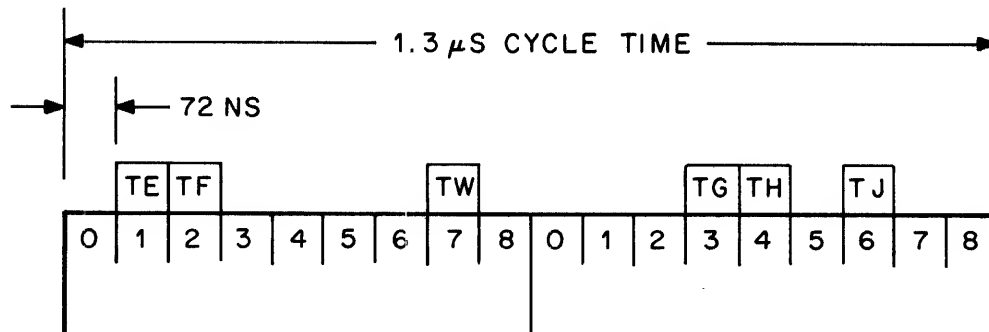 1.3 μS CYCLE TIME
72 NS
TE TF TW TG TH TJ
0 1 2 3 4 5 6 7 8 0 1 2 3 4 5 6 7 8